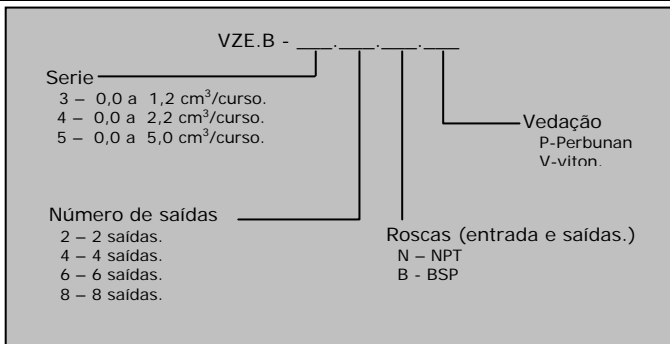 VZE.B - ___.___.___.___
Serie
3 – 0,0 a 1,2 cm³/curso.
4 – 0,0 a 2,2 cm³/curso.
5 – 0,0 a 5,0 cm³/curso.
Vedação
P-Perbunan
V-viton.
Número de saídas
2 – 2 saídas.
4 – 4 saídas.
6 – 6 saídas.
8 – 8 saídas.
Roscas (entrada e saídas.)
N – NPT
B - BSP